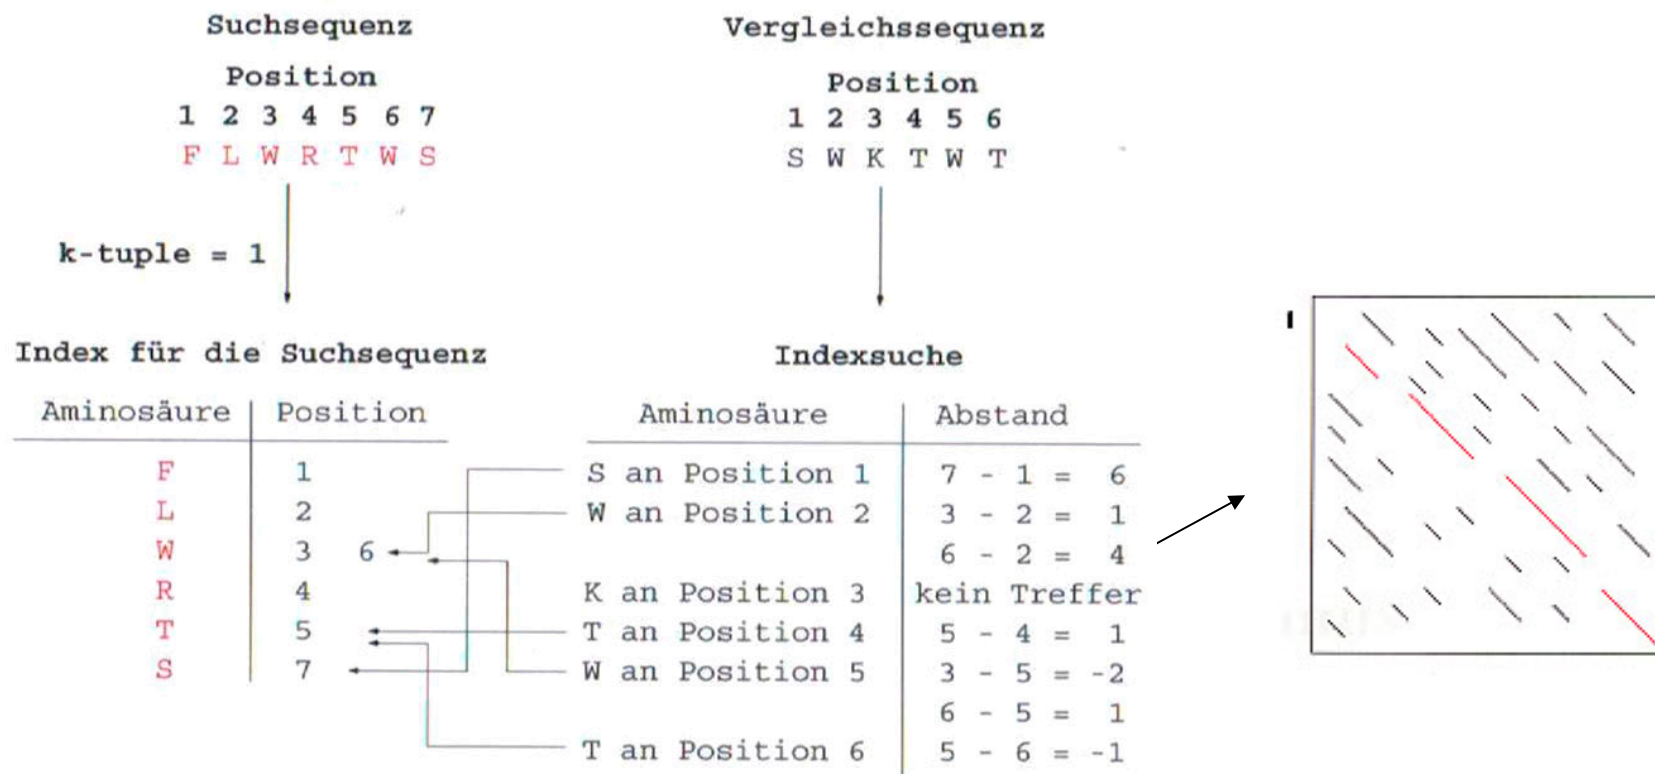 Suchsequenz
Position
1 2 3 4 5 6 7
F L W R T W S
k-tuple = 1
Vergleichssequenz
Position
1 2 3 4 5 6
S W K T W T
Index für die Suchsequenz
Aminosäure Position
F 1
L 2
W 3 6
R 4
T 5
S 7
Indexsuche
Aminosäure Abstand
S an Position 1 7 - 1 = 6
W an Position 2 3 - 2 = 1
6 - 2 = 4
K an Position 3 kein Treffer
T an Position 4 5 - 4 = 1
W an Position 5 3 - 5 = -2
6 - 5 = 1
T an Position 6 5 - 6 = -1